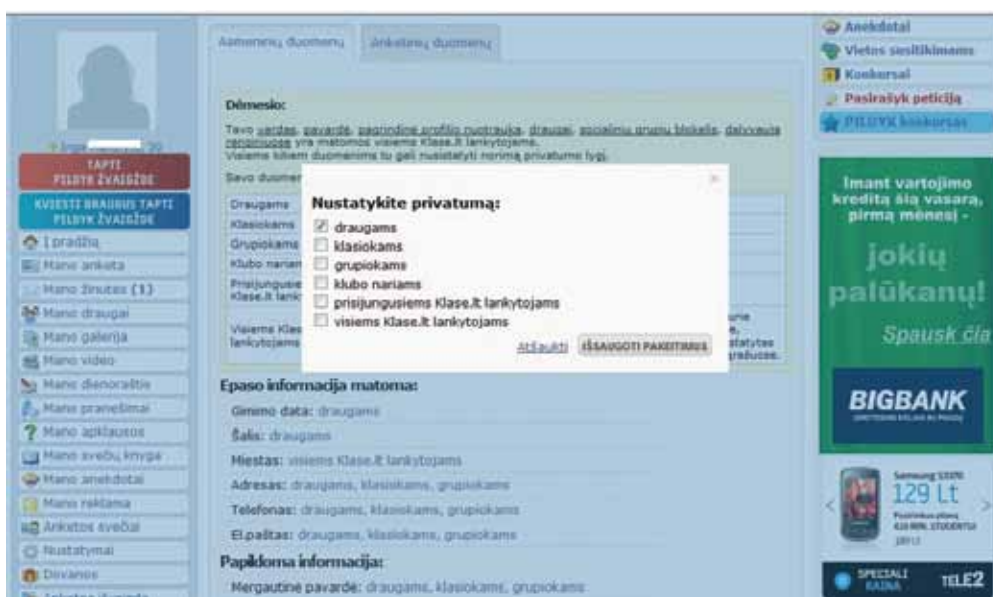 Asmeninių duomenų
Anketinių duomenų
Dėmesio:
Tavo vardas, pavardė, pagrindinė profilio nuotrauka, draugai, socialinių grupių blokelis, dalyvauja
renginiuose yra matomos visiems Klase.lt lankytojams.
Visiems kitiem duomenims tu gali nusistatyti norimą privatumo lygį.
Savo duomer
Draugams
Klasiokams
Grupiokams
Klubo nariam
Prisijungusie
Klase.lt lank
Visiems Klas
lankytojams
Nustatykite privatumą:
draugams
klasiokams
grupiokams
klubo nariams
prisijungusiems Klase.lt lankytojams
visiems Klase.lt lankytojams
Atšaukti
IŠSAUGOTI PAKEITIMUS
Epaso informacija matoma:
Gimimo data: draugams
Šalis: draugams
Miestas: visiems Klase.lt lankytojams
Adresas: draugams, klasiokams, grupiokams
Telefonas: draugams, klasiokams, grupiokams
El.paštas: draugams, klasiokams, grupiokams
Papildoma informacija:
Mergautinė pavardė: draugams, klasiokams, grupiokams
TAPTI
PILDYK ŽVAIGŽDE
KVIESTI DRAUGUS TAPTI
PILDYK ŽVAIGŽDE
Į pradžią
Mano anketa
Mano žinutės (1)
Mano draugai
Mano galerija
Mano video
Mano dienoraštis
Mano pranešimai
Mano apklausos
Mano svečių knyga
Mano anekdotai
Mano reklama
Anketos svečiai
Nustatymai
Dovanos
Anekdotai
Vietos susitikimams
Konkursai
Pasirašyk peticiją
PILDYK konkursas
Imant vartojimo
kreditą šią vasarą,
pirmą mėnesį -
jokių
palūkanų!
Spausk čia
BIGBANK
Samsung S3370
129 Lt
SPECIALI
KAINA
TELE2